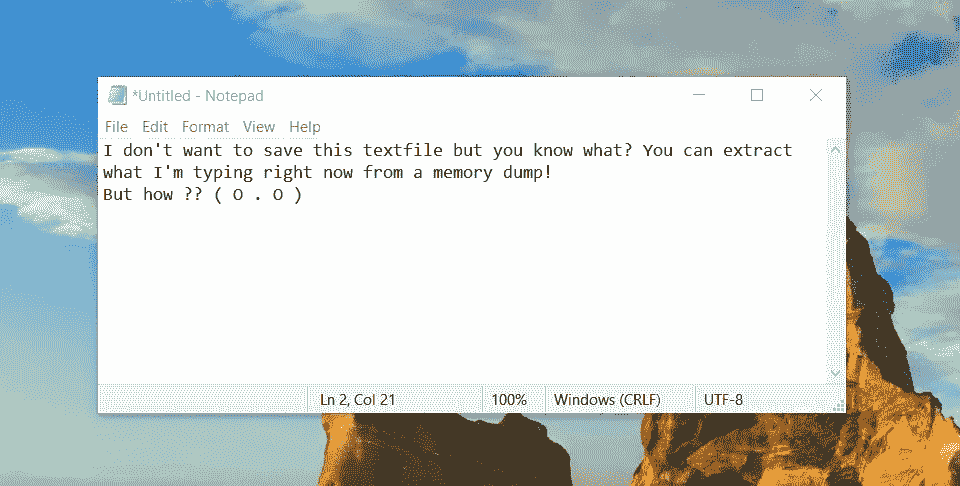 *Untitled - Notepad
File Edit Format View Help
I don't want to save this textfile but you know what? You can extract
what I'm typing right now from a memory dump!
But how ?? ( O . O )
Ln 2, Col 21 100% Windows (CRLF) UTF-8